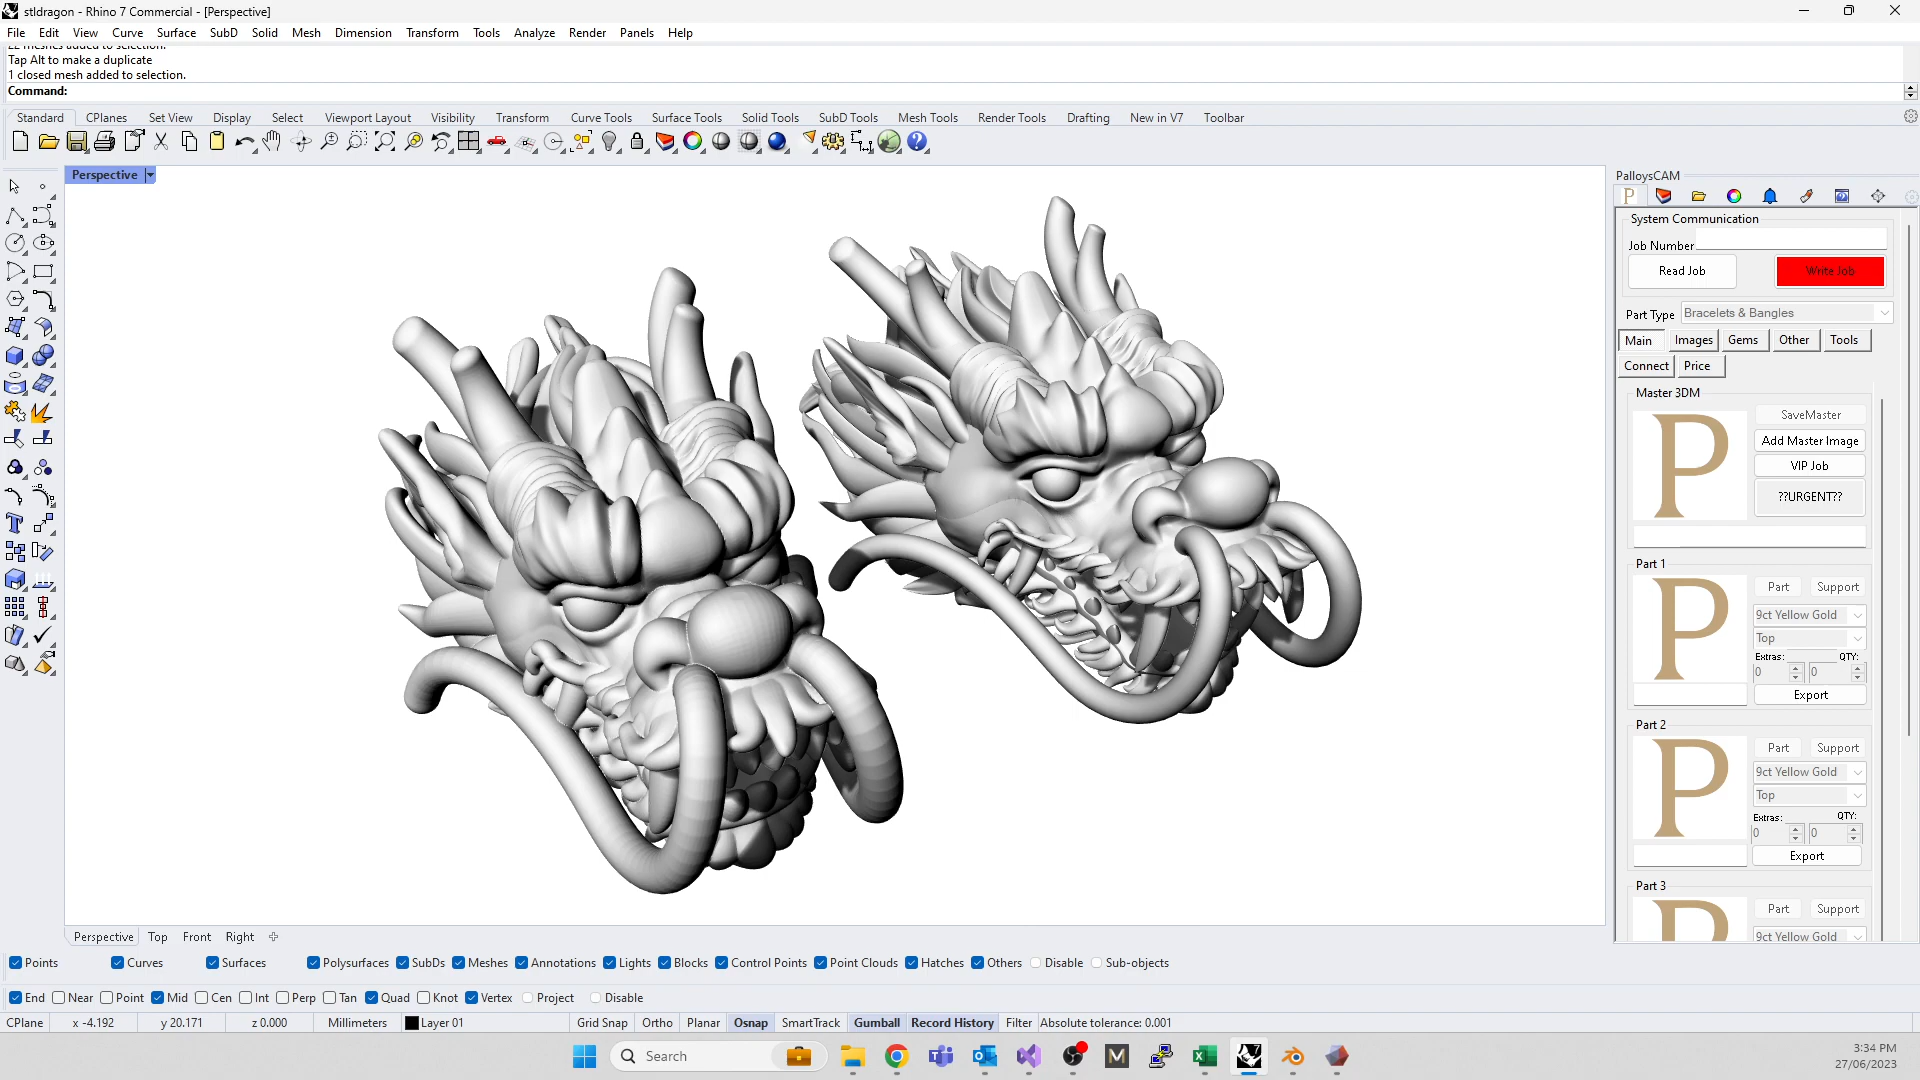 stldragon - Rhino 7 Commercial - [Perspective]
File Edit View Curve Surface SubD Solid Mesh Dimension Transform Tools Analyze Render Panels Help
22 meshes added to selection.
Tap Alt to make a duplicate
1 closed mesh added to selection.
Command:
Standard CPlanes Set View Display Select Viewport Layout Visibility Transform Curve Tools Surface Tools Solid Tools SubD Tools Mesh Tools Render Tools Drafting New in V7 Toolbar
Perspective
PalloysCAM
P
System Communication
Job Number
Read Job Write Job
Part Type Bracelets & Bangles
Main Images Gems Other Tools
Connect Price
Master 3DM
P
SaveMaster
Add Master Image
VIP Job
??URGENT??
Part 1
P
Part Support
9ct Yellow Gold
Top
Extras: QTY:
0 0
Export
Part 2
P
Part Support
9ct Yellow Gold
Top
Extras: QTY:
0 0
Export
Part 3
P
Part Support
9ct Yellow Gold
Perspective Top Front Right
Points Curves Surfaces Polysurfaces SubDs Meshes Annotations Lights Blocks Control Points Point Clouds Hatches Others Disable Sub-objects
End Near Point Mid Cen Int Perp Tan Quad Knot Vertex Project Disable
CPlane x -4.192 y 20.171 z 0.000 Millimeters Layer 01 Grid Snap Ortho Planar Osnap SmartTrack Gumball Record History Filter Absolute tolerance: 0.001
Search
M
3:34 PM
27/06/2023